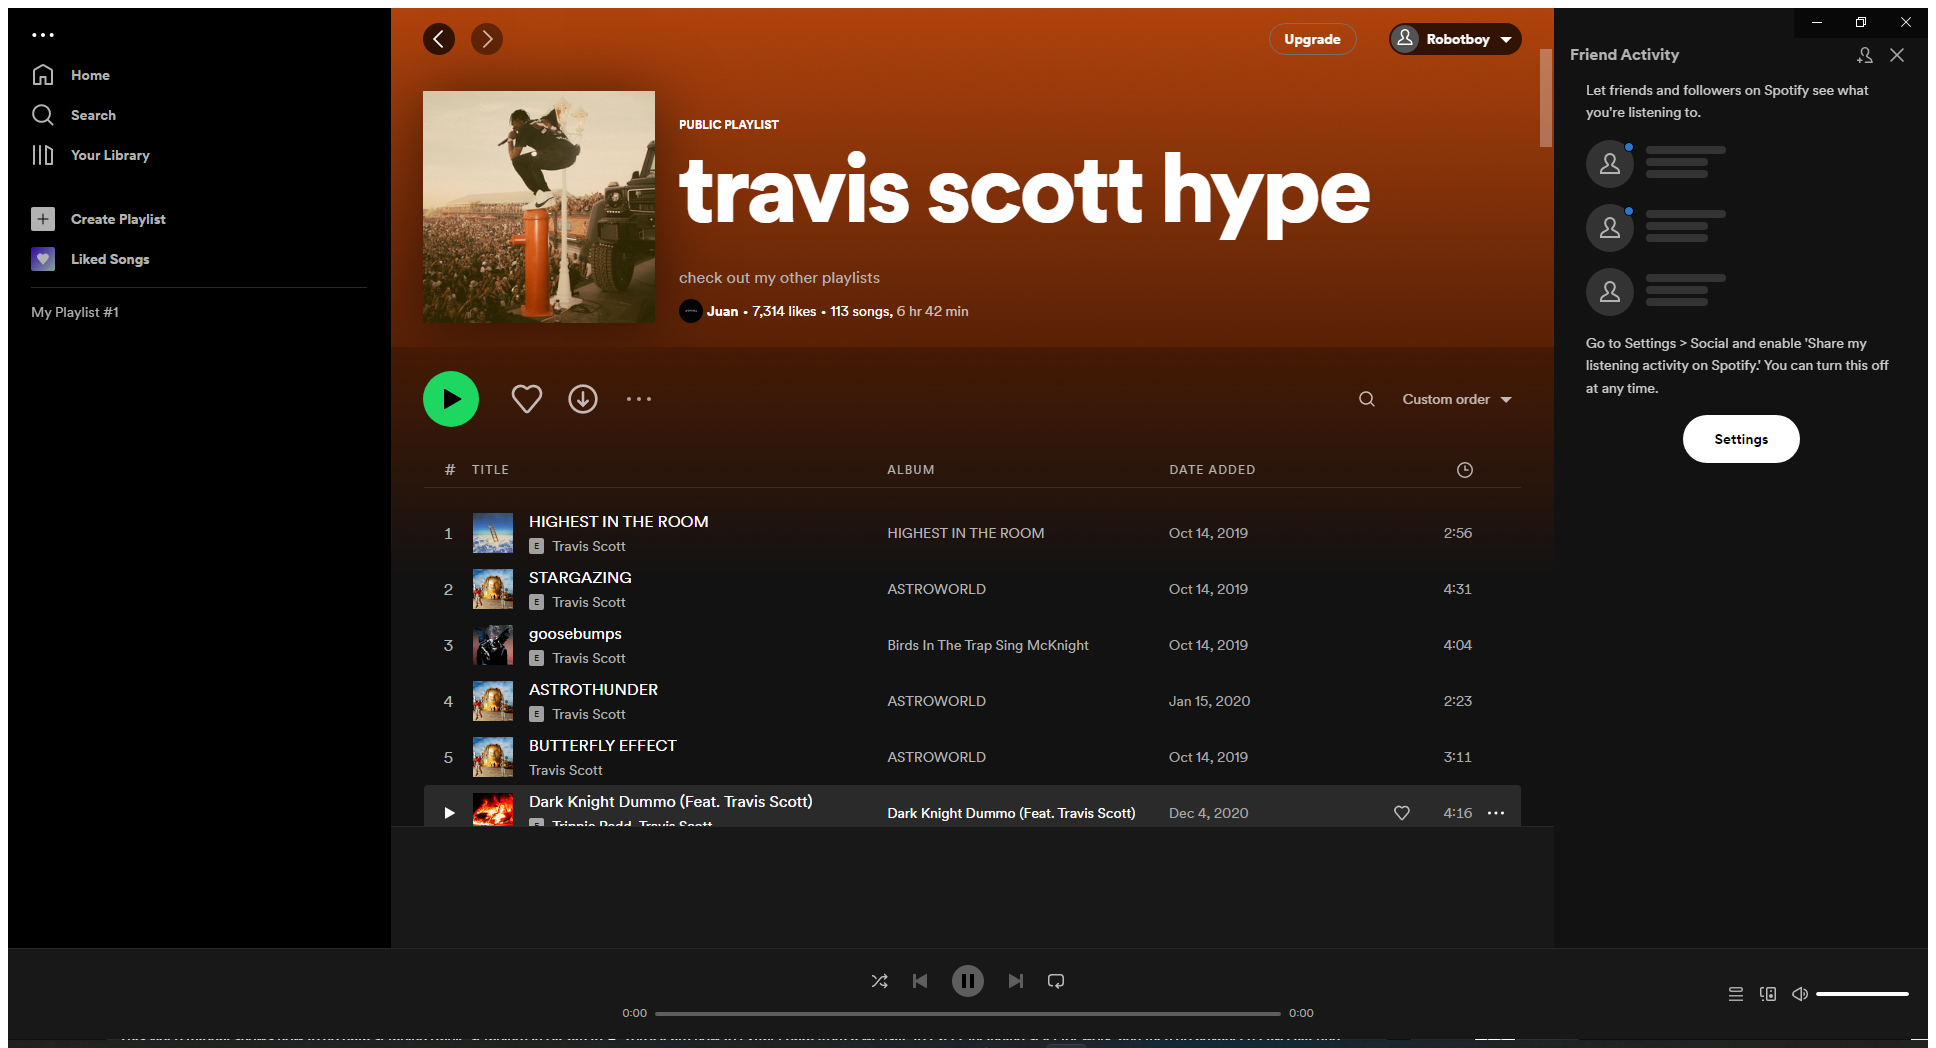 Home
Search
Your Library
Create Playlist
Liked Songs
My Playlist #1
Upgrade
Robotboy
PUBLIC PLAYLIST
travis scott hype
check out my other playlists
Juan • 7,314 likes • 113 songs, 6 hr 42 min
Custom order
# TITLE ALBUM DATE ADDED
1 HIGHEST IN THE ROOM HIGHEST IN THE ROOM Oct 14, 2019 2:56
E Travis Scott
2 STARGAZING ASTROWORLD Oct 14, 2019 4:31
E Travis Scott
3 goosebumps Birds In The Trap Sing McKnight Oct 14, 2019 4:04
E Travis Scott
4 ASTROTHUNDER ASTROWORLD Jan 15, 2020 2:23
E Travis Scott
5 BUTTERFLY EFFECT ASTROWORLD Oct 14, 2019 3:11
Travis Scott
Dark Knight Dummo (Feat. Travis Scott) Dark Knight Dummo (Feat. Travis Scott) Dec 4, 2020 4:16
E Trippie Redd, Travis Scott
Friend Activity
Let friends and followers on Spotify see what
you're listening to.
Go to Settings > Social and enable 'Share my
listening activity on Spotify.' You can turn this off
at any time.
Settings
0:00 0:00